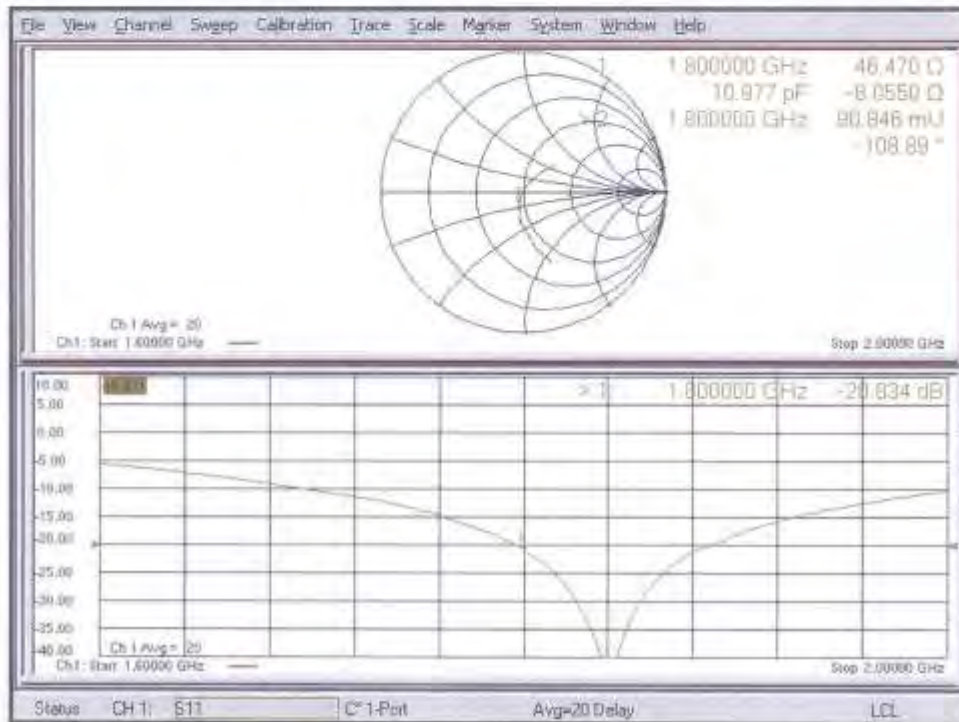 File View Channel Sweep Calibration Trace Scale Marker System Window Help
1.800000 GHz 46.470 Ω
10.977 pF -8.0550 Ω
1.800000 GHz 90.846 mU
-108.89 °
Ch 1 Avg = 20
Ch1: Start 1.60000 GHz
Stop 2.00000 GHz
10.00
> 1: 1.800000 GHz -20.834 dB
5.00
0.00
-5.00
-10.00
-15.00
-20.00
-25.00
-30.00
-35.00
-40.00
Ch 1 Avg = 20
Ch1: Start 1.60000 GHz
Stop 2.00000 GHz
Status CH 1: S11 C* 1-Port Avg=20 Delay LCL